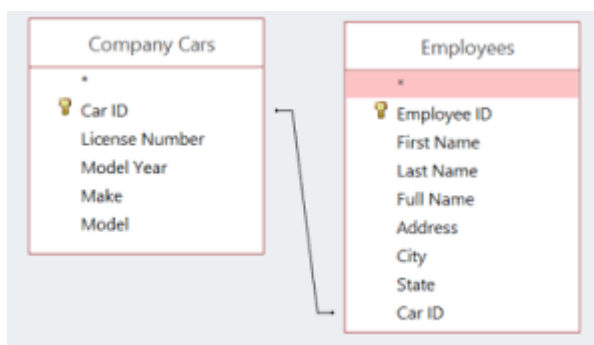 Company Cars
*
Car ID
License Number
Model Year
Make
Model
Employees
*
Employee ID
First Name
Last Name
Full Name
Address
City
State
Car ID